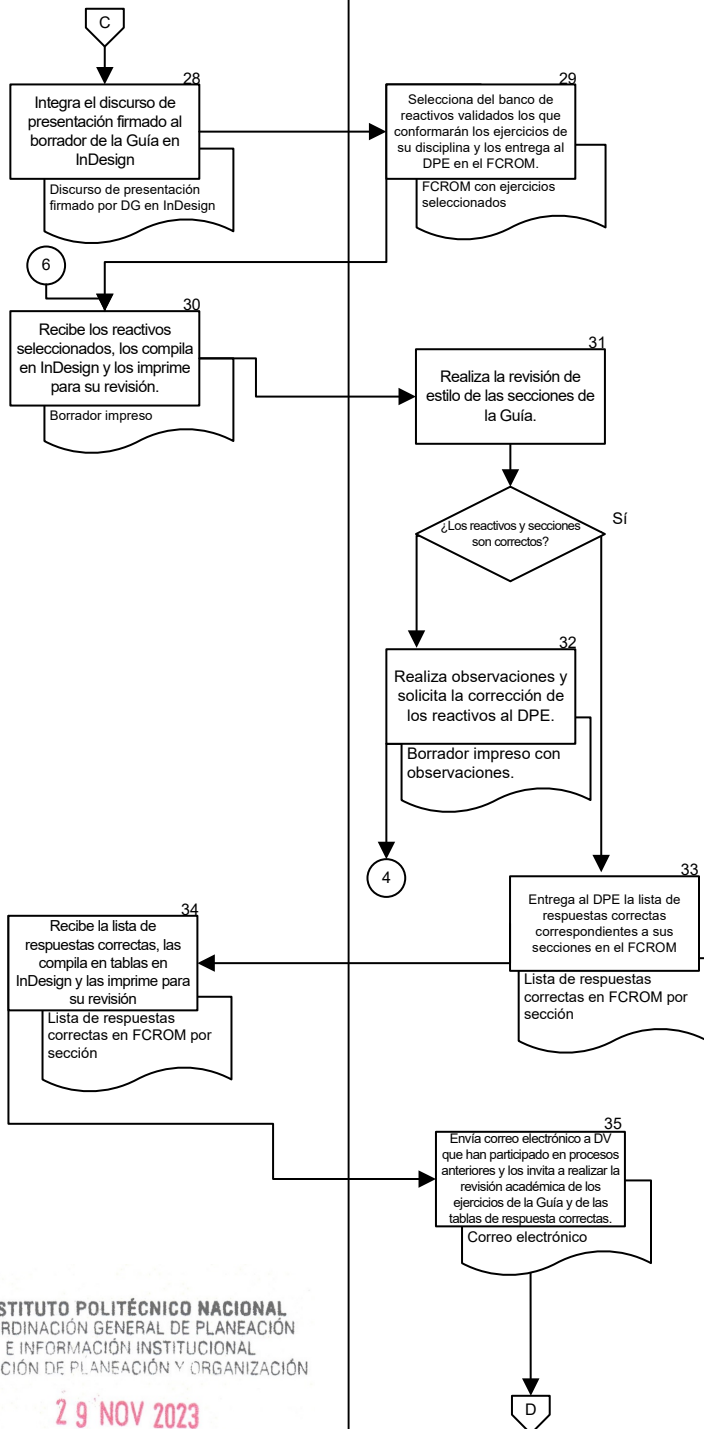 C
28
Integra el discurso de
presentación firmado al
borrador de la Guía en
InDesign
Discurso de presentación
firmado por DG en InDesign
29
Selecciona del banco de
reactivos validados los que
conformarán los ejercicios de
su disciplina y los entrega al
DPE en el FCROM.
FCROM con ejercicios
seleccionados
6
30
Recibe los reactivos
seleccionados, los compila
en InDesign y los imprime
para su revisión.
Borrador impreso
31
Realiza la revisión de
estilo de las secciones de
la Guía.
¿Los reactivos y secciones
son correctos?
Sí
32
Realiza observaciones y
solicita la corrección de
los reactivos al DPE.
Borrador impreso con
observaciones.
4
33
Entrega al DPE la lista de
respuestas correctas
correspondientes a sus
secciones en el FCROM
Lista de respuestas
correctas en FCROM por
sección
34
Recibe la lista de
respuestas correctas, las
compila en tablas en
InDesign y las imprime para
su revisión
Lista de respuestas
correctas en FCROM por
sección
35
Envía correo electrónico a DV
que han participado en procesos
anteriores y los invita a realizar la
revisión académica de los
ejercicios de la Guía y de las
tablas de respuesta correctas.
Correo electrónico
D
STITUTO POLITÉCNICO NACIONAL
RDINACIÓN GENERAL DE PLANEACIÓN
E INFORMACIÓN INSTITUCIONAL
CIÓN DE PLANEACIÓN Y ORGANIZACIÓN
29 NOV 2023